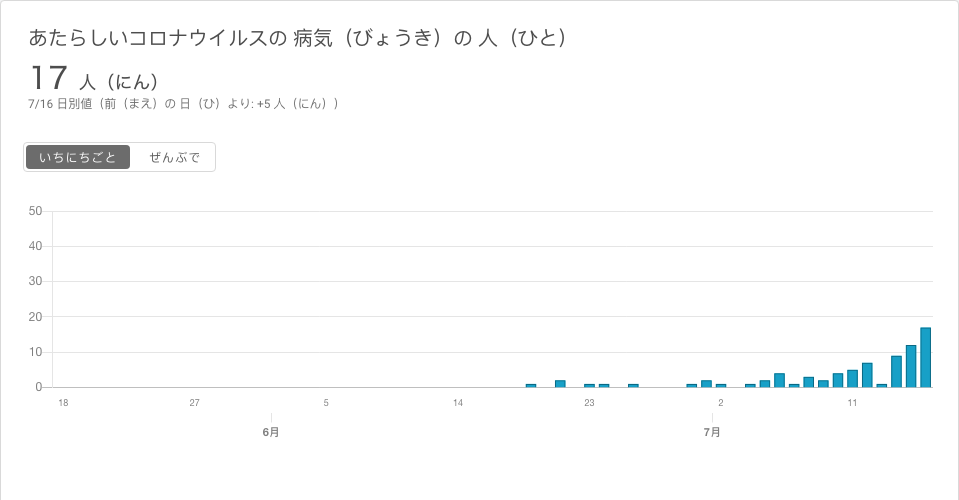 あたらしいコロナウイルスの 病気（びょうき）の 人（ひと）
17 人（にん）
7/16 日別値（前（まえ）の 日（ひ）より: +5 人（にん））
いちにちごと ぜんぶで
50
40
30
20
10
0
18 27 5 14 23 2 11
6月 7月